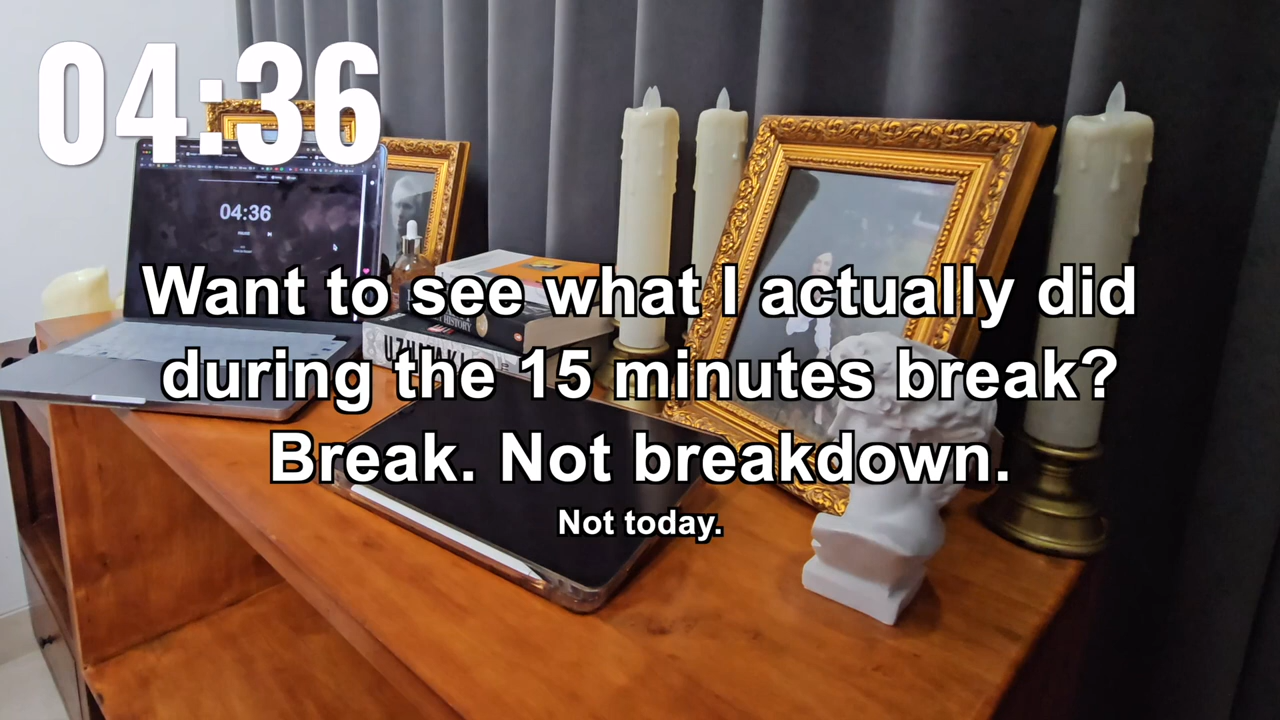 04:36
04:36
Want to see what I actually did
during the 15 minutes break?
Break. Not breakdown.
Not today.
HISTORY